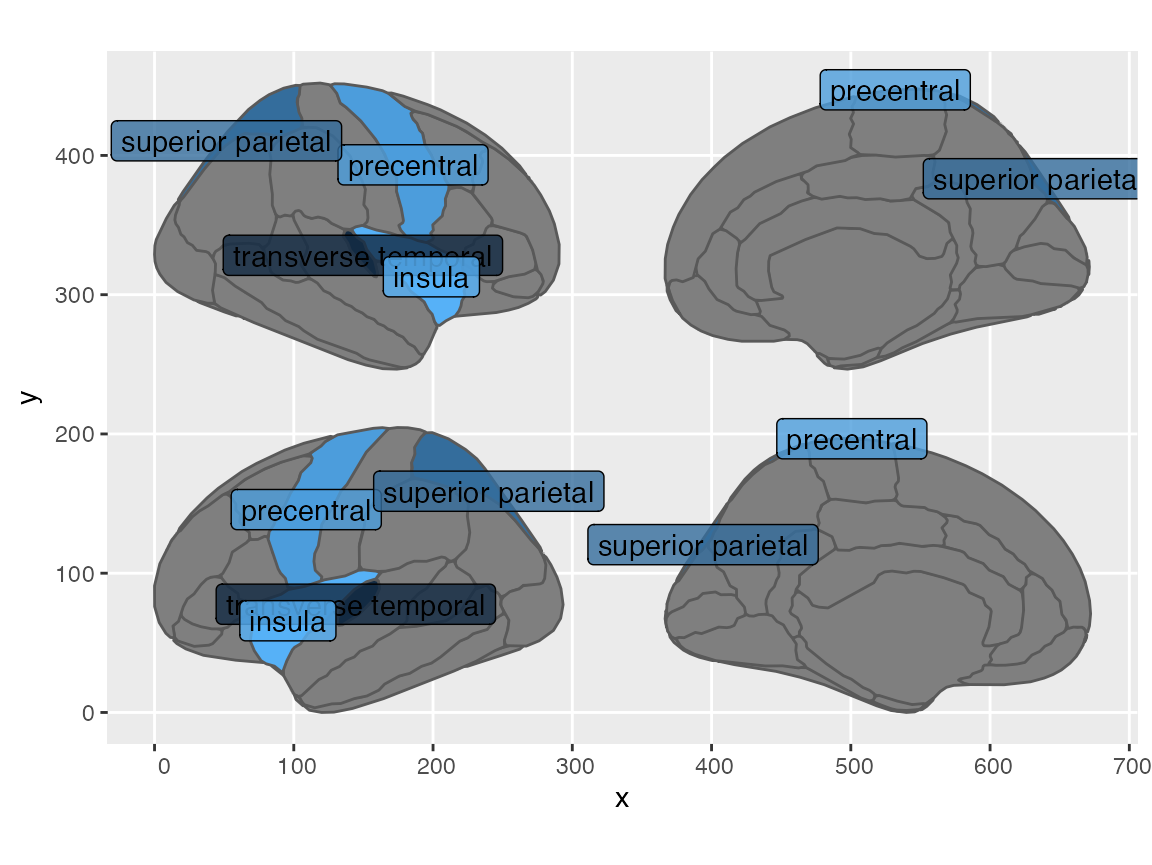 precentral
superior parietal
precentral
400
superior parieta
transverse temporal
insula
300
y
200
precentral
superior parietal
precentral
superior parietal
100
transverse temporal
insula
0
0 100 200 300 400 500 600 700
x